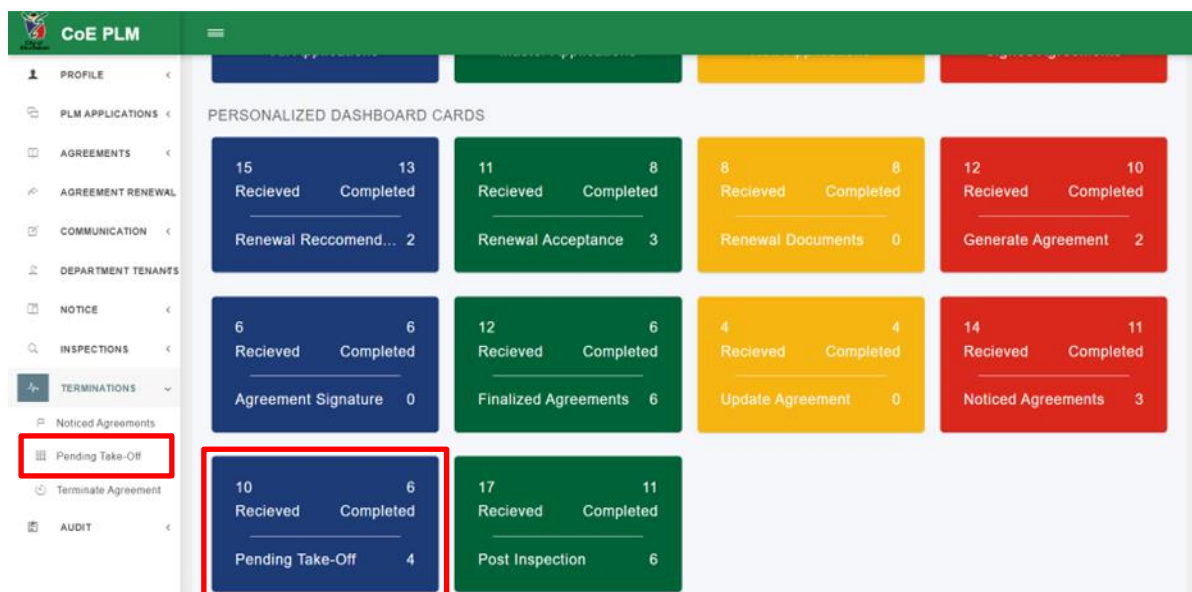 CoE PLM
PROFILE
PLM APPLICATIONS
AGREEMENTS
AGREEMENT RENEWAL
COMMUNICATION
DEPARTMENT TENANTS
NOTICE
INSPECTIONS
TERMINATIONS
Noticed Agreements
Pending Take-Off
Terminate Agreement
AUDIT
PERSONALIZED DASHBOARD CARDS
15 13
Recieved Completed
Renewal Reccomend... 2
11 8
Recieved Completed
Renewal Acceptance 3
8 8
Recieved Completed
Renewal Documents 0
12 10
Recieved Completed
Generate Agreement 2
6 6
Recieved Completed
Agreement Signature 0
12 6
Recieved Completed
Finalized Agreements 6
4 4
Recieved Completed
Update Agreement 0
14 11
Recieved Completed
Noticed Agreements 3
10 6
Recieved Completed
Pending Take-Off 4
17 11
Recieved Completed
Post Inspection 6